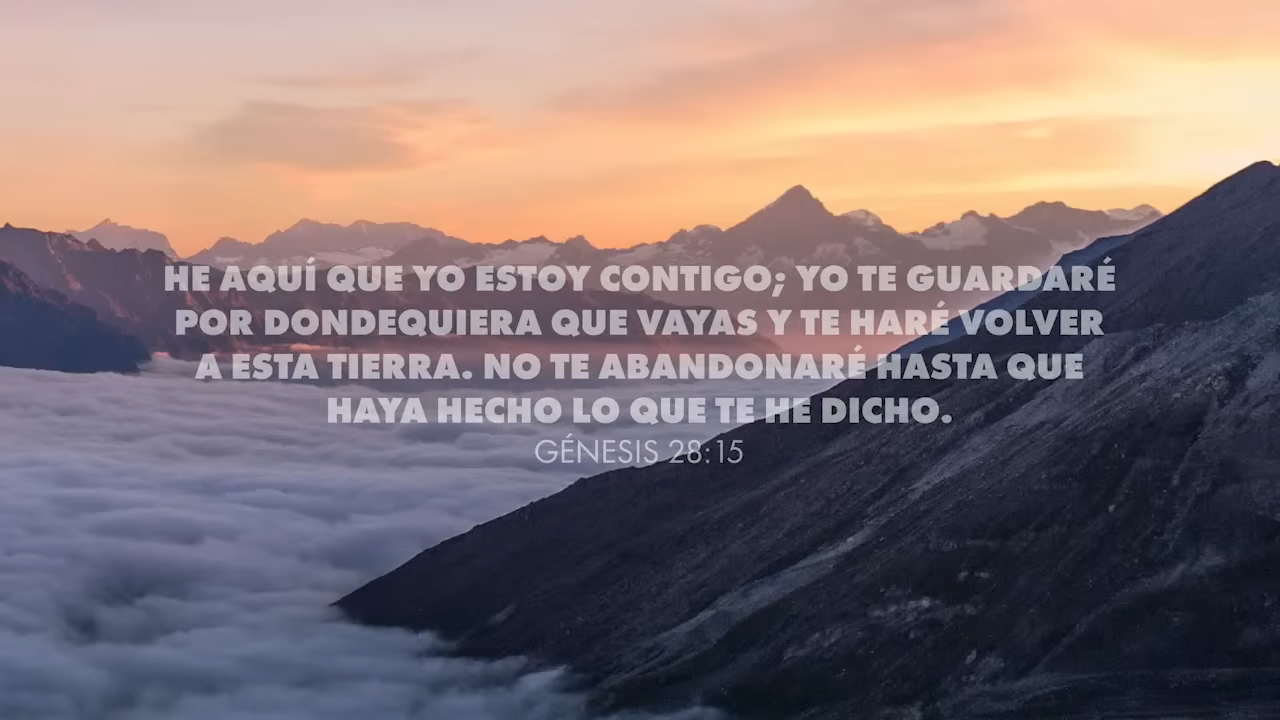 HE AQUÍ QUE YO ESTOY CONTIGO; YO TE GUARDARÉ
POR DONDEQUIERA QUE VAYAS Y TE HARÉ VOLVER
A ESTA TIERRA. NO TE ABANDONARÉ HASTA QUE
HAYA HECHO LO QUE TE HE DICHO.
GÉNESIS 28:15